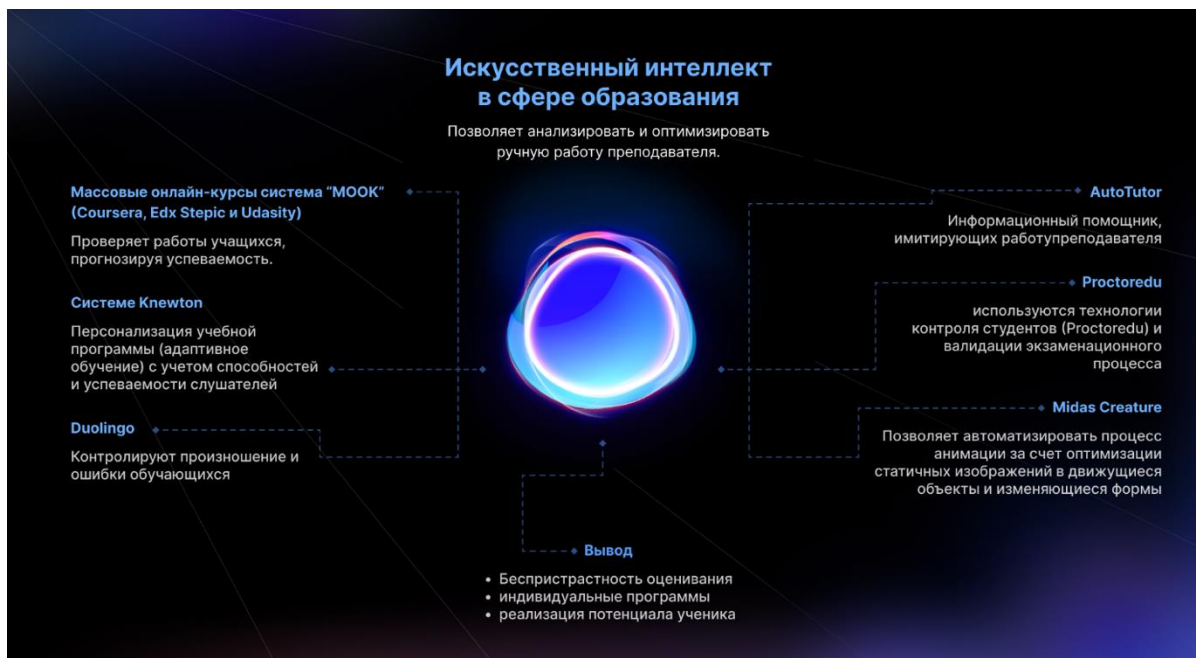 Искусственный интеллект
в сфере образования
Позволяет анализировать и оптимизировать
ручную работу преподавателя.
Массовые онлайн-курсы система “МООК”
(Coursera, Edx Stepic и Udasity)
Проверяет работы учащихся,
прогнозируя успеваемость.
Системе Knewton
Персонализация учебной
программы (адаптивное
обучение) с учетом способностей
и успеваемости слушателей
Duolingo
Контролируют произношение и
ошибки обучающихся
AutoTutor
Информационный помощник,
имитирующих работупреподавателя
Proctoredu
используются технологии
контроля студентов (Proctoredu) и
валидации экзаменационного
процесса
Midas Creature
Позволяет автоматизировать процесс
анимации за счет оптимизации
статичных изображений в движущиеся
объекты и изменяющиеся формы
Вывод
• Беспристрастность оценивания
• индивидуальные программы
• реализация потенциала ученика